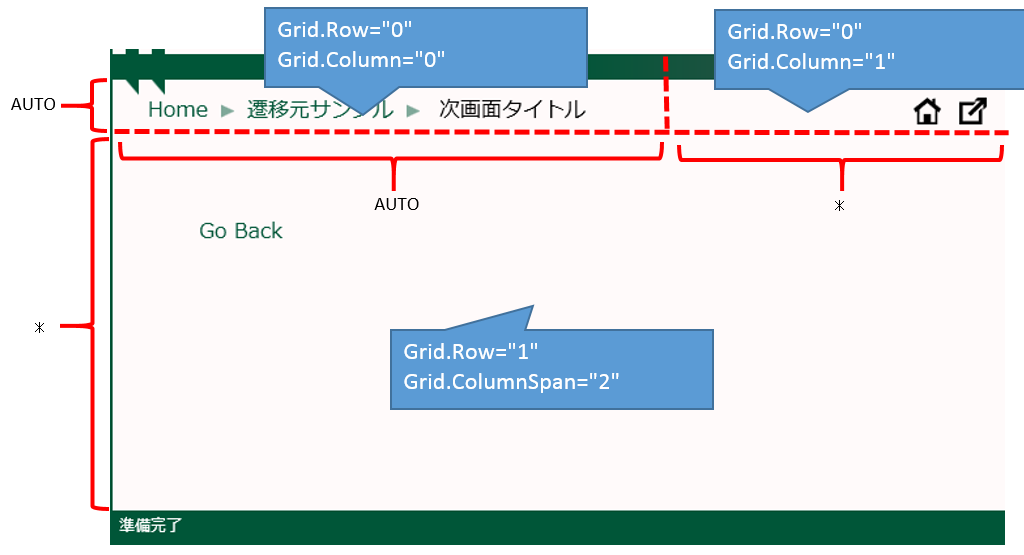 Grid.Row="0"
Grid.Column="0"
Grid.Row="0"
Grid.Column="1"
AUTO
Home ▶ 遷移元サンプル ▶ 次画面タイトル
AUTO
*
Go Back
*
Grid.Row="1"
Grid.ColumnSpan="2"
準備完了